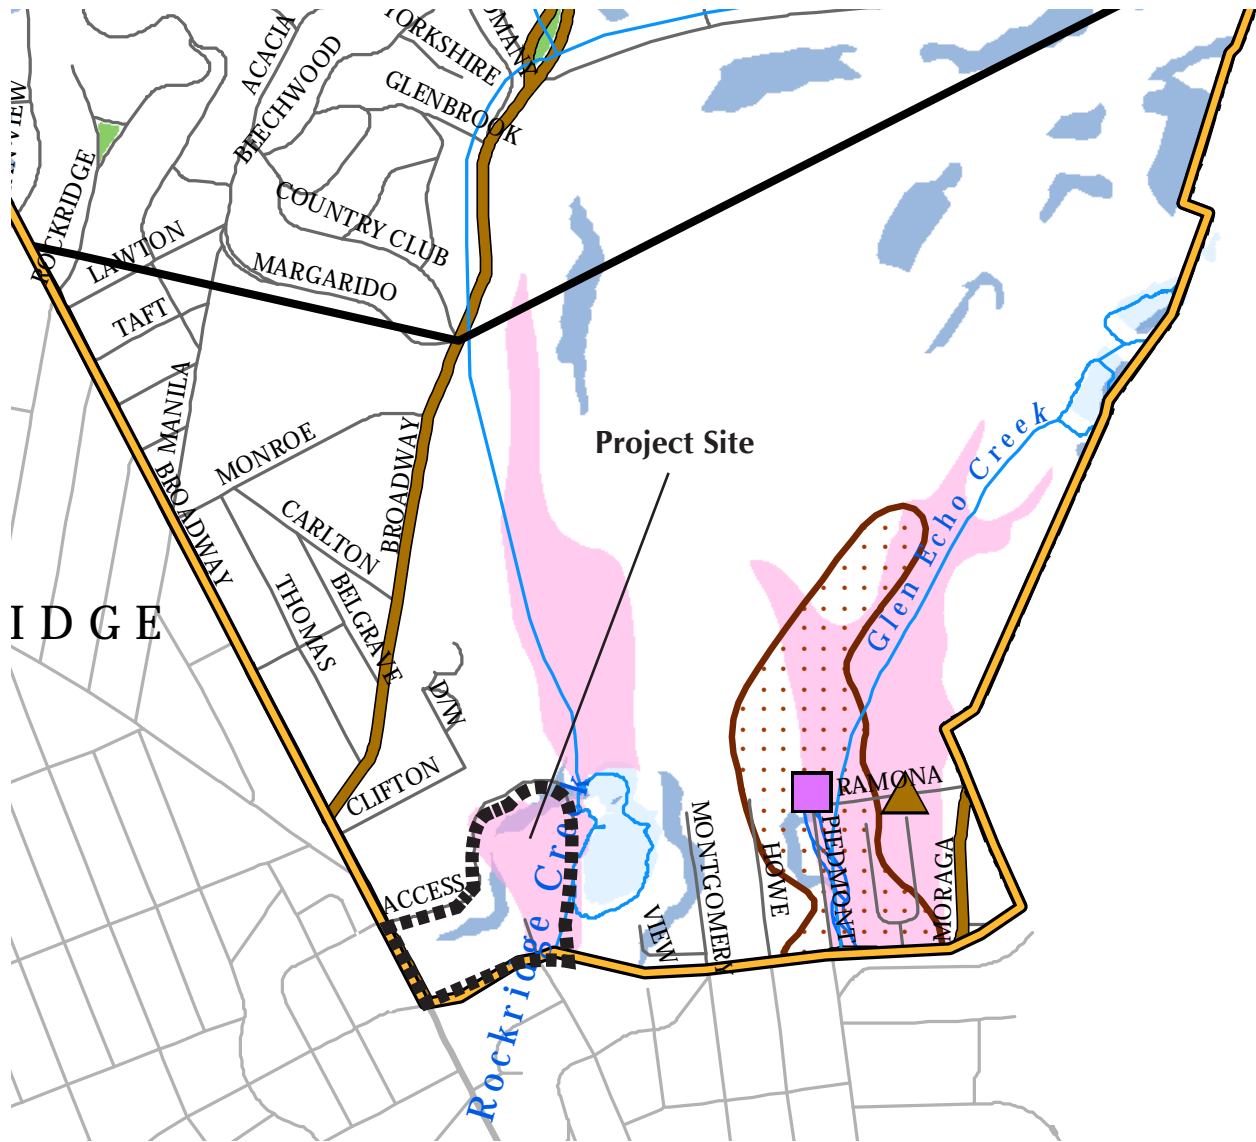 ACACIA
YORKSHIRE
BEECHWOOD
GLENBROOK
ROCKRIDGE
COUNTRY CLUB
LAWTON
MARGARIDO
TAFT
MANILA
Project Site
MONROE
BROADWAY
BROADWAY
CARLTON
Glen Echo Creek
THOMAS
BELGRAVE
IDGE
D/W
CLIFTON
RAMONA
MONTGOMERY
HOWE
PIEDMONT
MORAGA
ACCESS
VIEW
Rockridge Creek